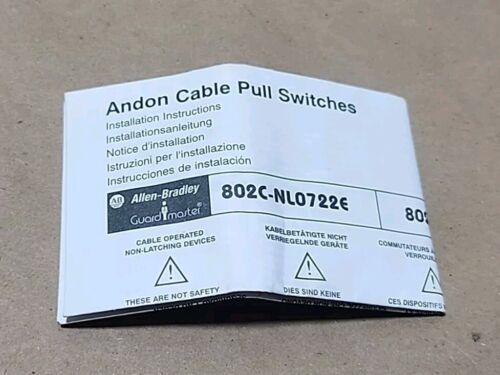 Andon Cable Pull Switches
Installation Instructions
Installationsanleitung
Notice d'installation
Istruzioni per l'installazione
Instrucciones de instalación
AB Allen-Bradley
Guardmaster
802C-NL0722E
802
CABLE OPERATED
NON-LATCHING DEVICES
KABELBETÄTIGTE NICHT
VERRIEGELNDE GERÄTE
COMMUTATEURS A
VERROU
THESE ARE NOT SAFETY
DIES SIND KEINE
CES DISPOSITIFS